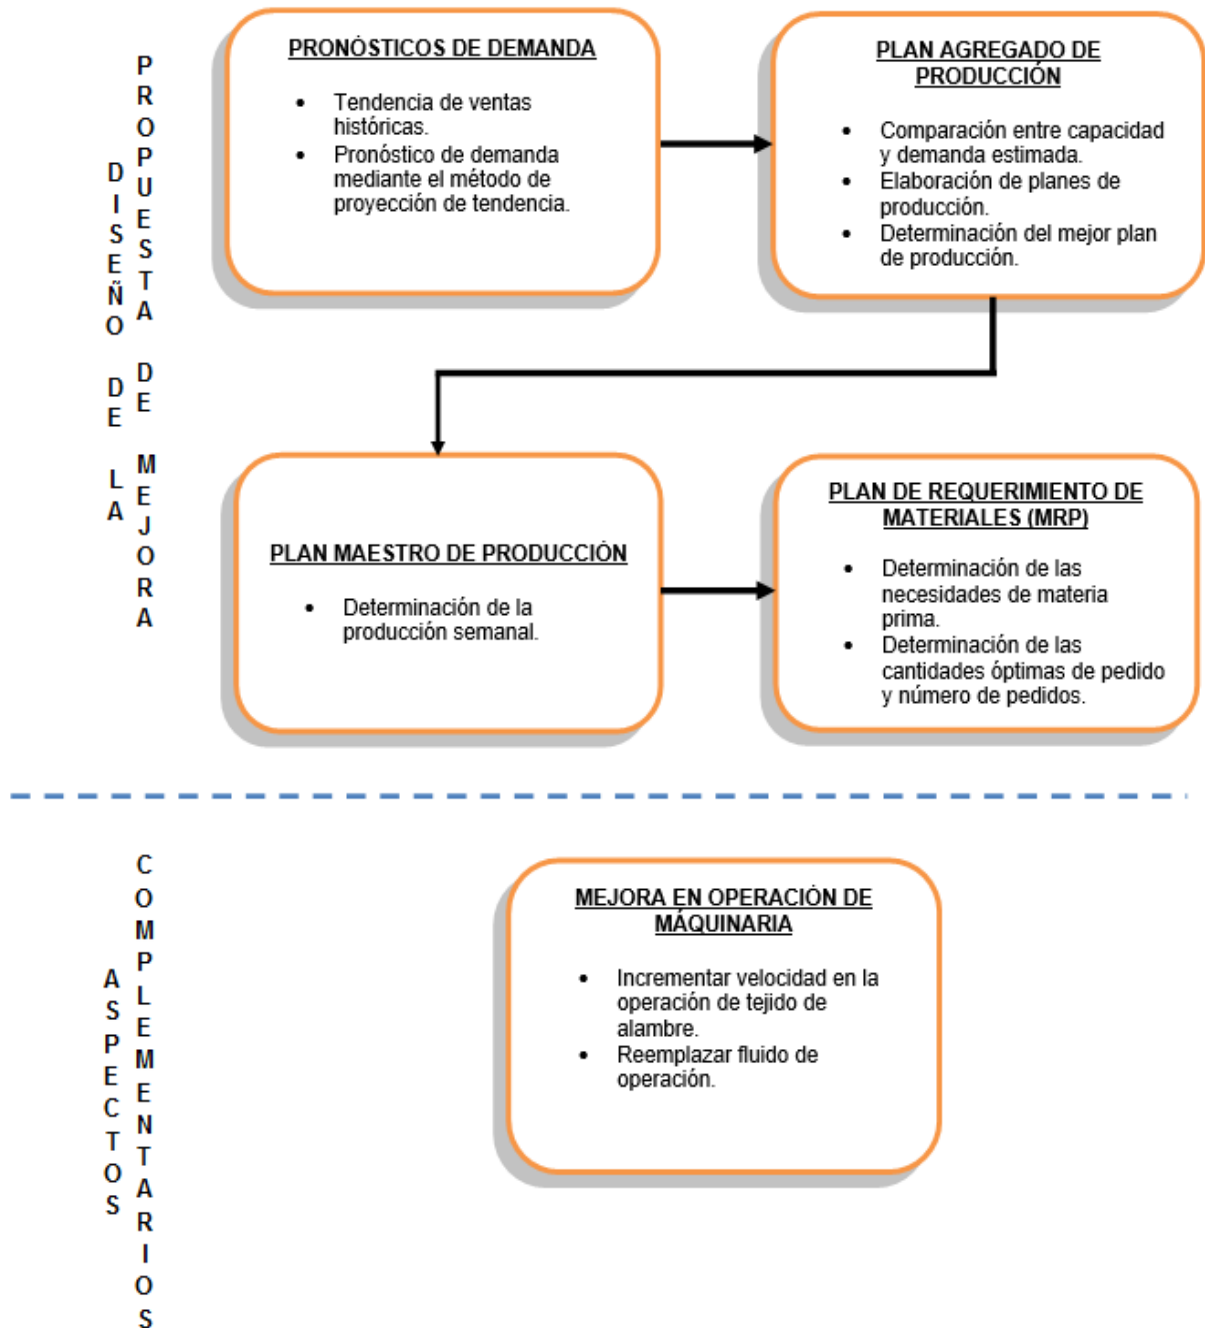 DISEÑO DE LA
PROPUESTA DE MEJORA
PRONÓSTICOS DE DEMANDA
• Tendencia de ventas
históricas.
• Pronóstico de demanda
mediante el método de
proyección de tendencia.
PLAN AGREGADO DE
PRODUCCIÓN
• Comparación entre capacidad
y demanda estimada.
• Elaboración de planes de
producción.
• Determinación del mejor plan
de producción.
PLAN MAESTRO DE PRODUCCIÓN
• Determinación de la
producción semanal.
PLAN DE REQUERIMIENTO DE
MATERIALES (MRP)
• Determinación de las
necesidades de materia
prima.
• Determinación de las
cantidades óptimas de pedido
y número de pedidos.
ASPECTOS
COMPLEMENTARIOS
MEJORA EN OPERACIÓN DE
MÁQUINARIA
• Incrementar velocidad en la
operación de tejido de
alambre.
• Reemplazar fluido de
operación.